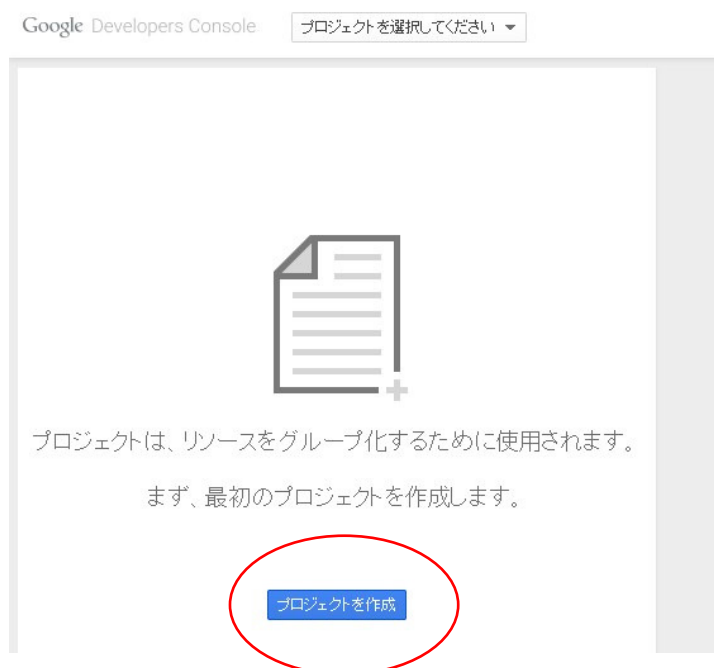 Google Developers Console プロジェクトを選択してください
プロジェクトは、リソースをグループ化するために使用されます。
まず、最初のプロジェクトを作成します。
プロジェクトを作成